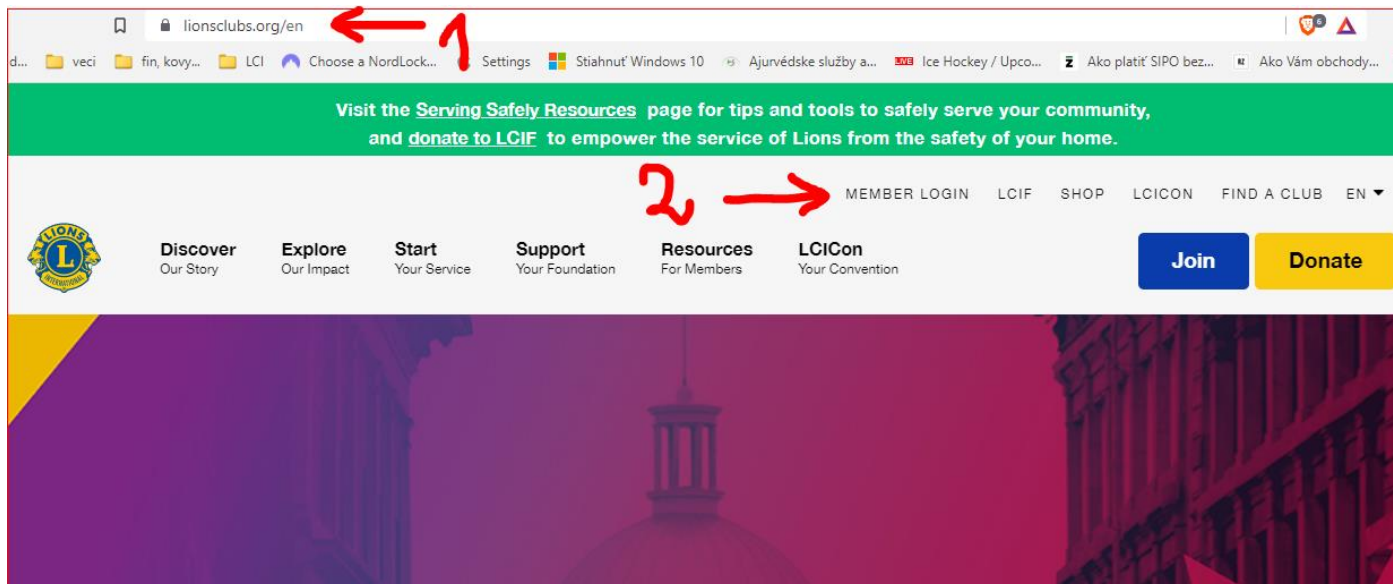 lionsclubs.org/en
1
6
d... veci fin, kovy... LCI Choose a NordLock... Settings Stiahnuť Windows 10 Ajurvédske služby a... LIVE Ice Hockey / Upco... Ako platiť SIPO bez... Ako Vám obchody...
Visit the Serving Safely Resources page for tips and tools to safely serve your community,
and donate to LCIF to empower the service of Lions from the safety of your home.
2
MEMBER LOGIN LCIF SHOP LCICON FIND A CLUB EN
LIONS
L
INTERNATIONAL
Discover Explore Start Support Resources LCICon Join Donate
Our Story Our Impact Your Service Your Foundation For Members Your Convention